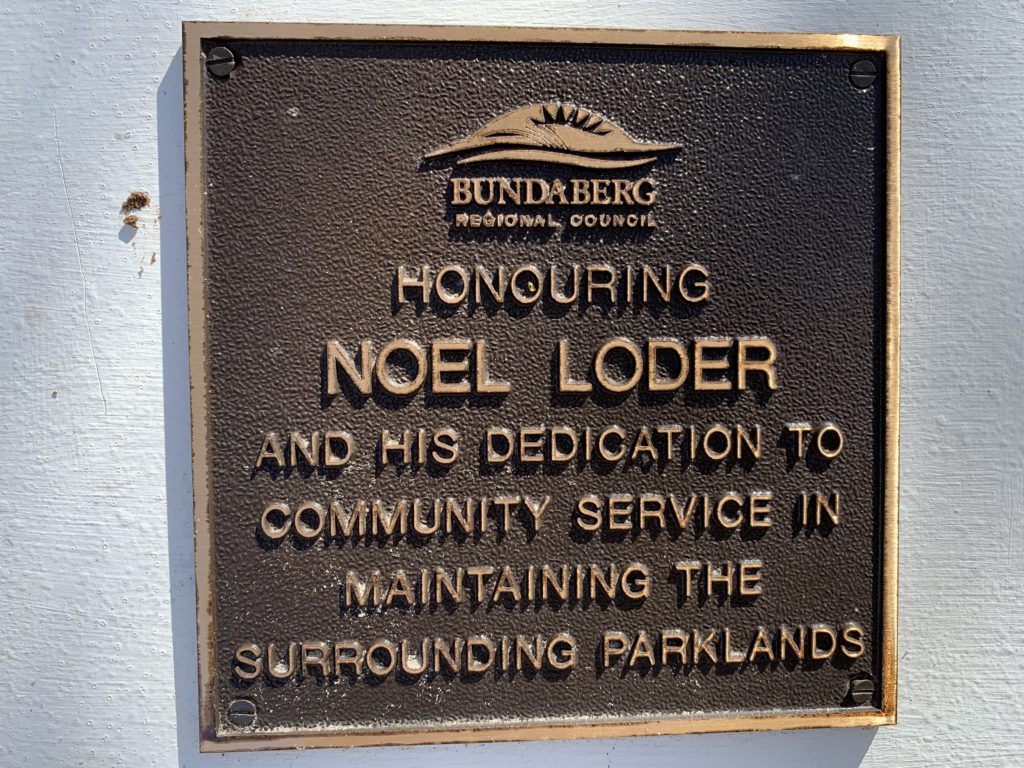 BUNDABERG
REGIONAL COUNCIL
HONOURING
NOEL LODER
AND HIS DEDICATION TO
COMMUNITY SERVICE IN
MAINTAINING THE
SURROUNDING PARKLANDS